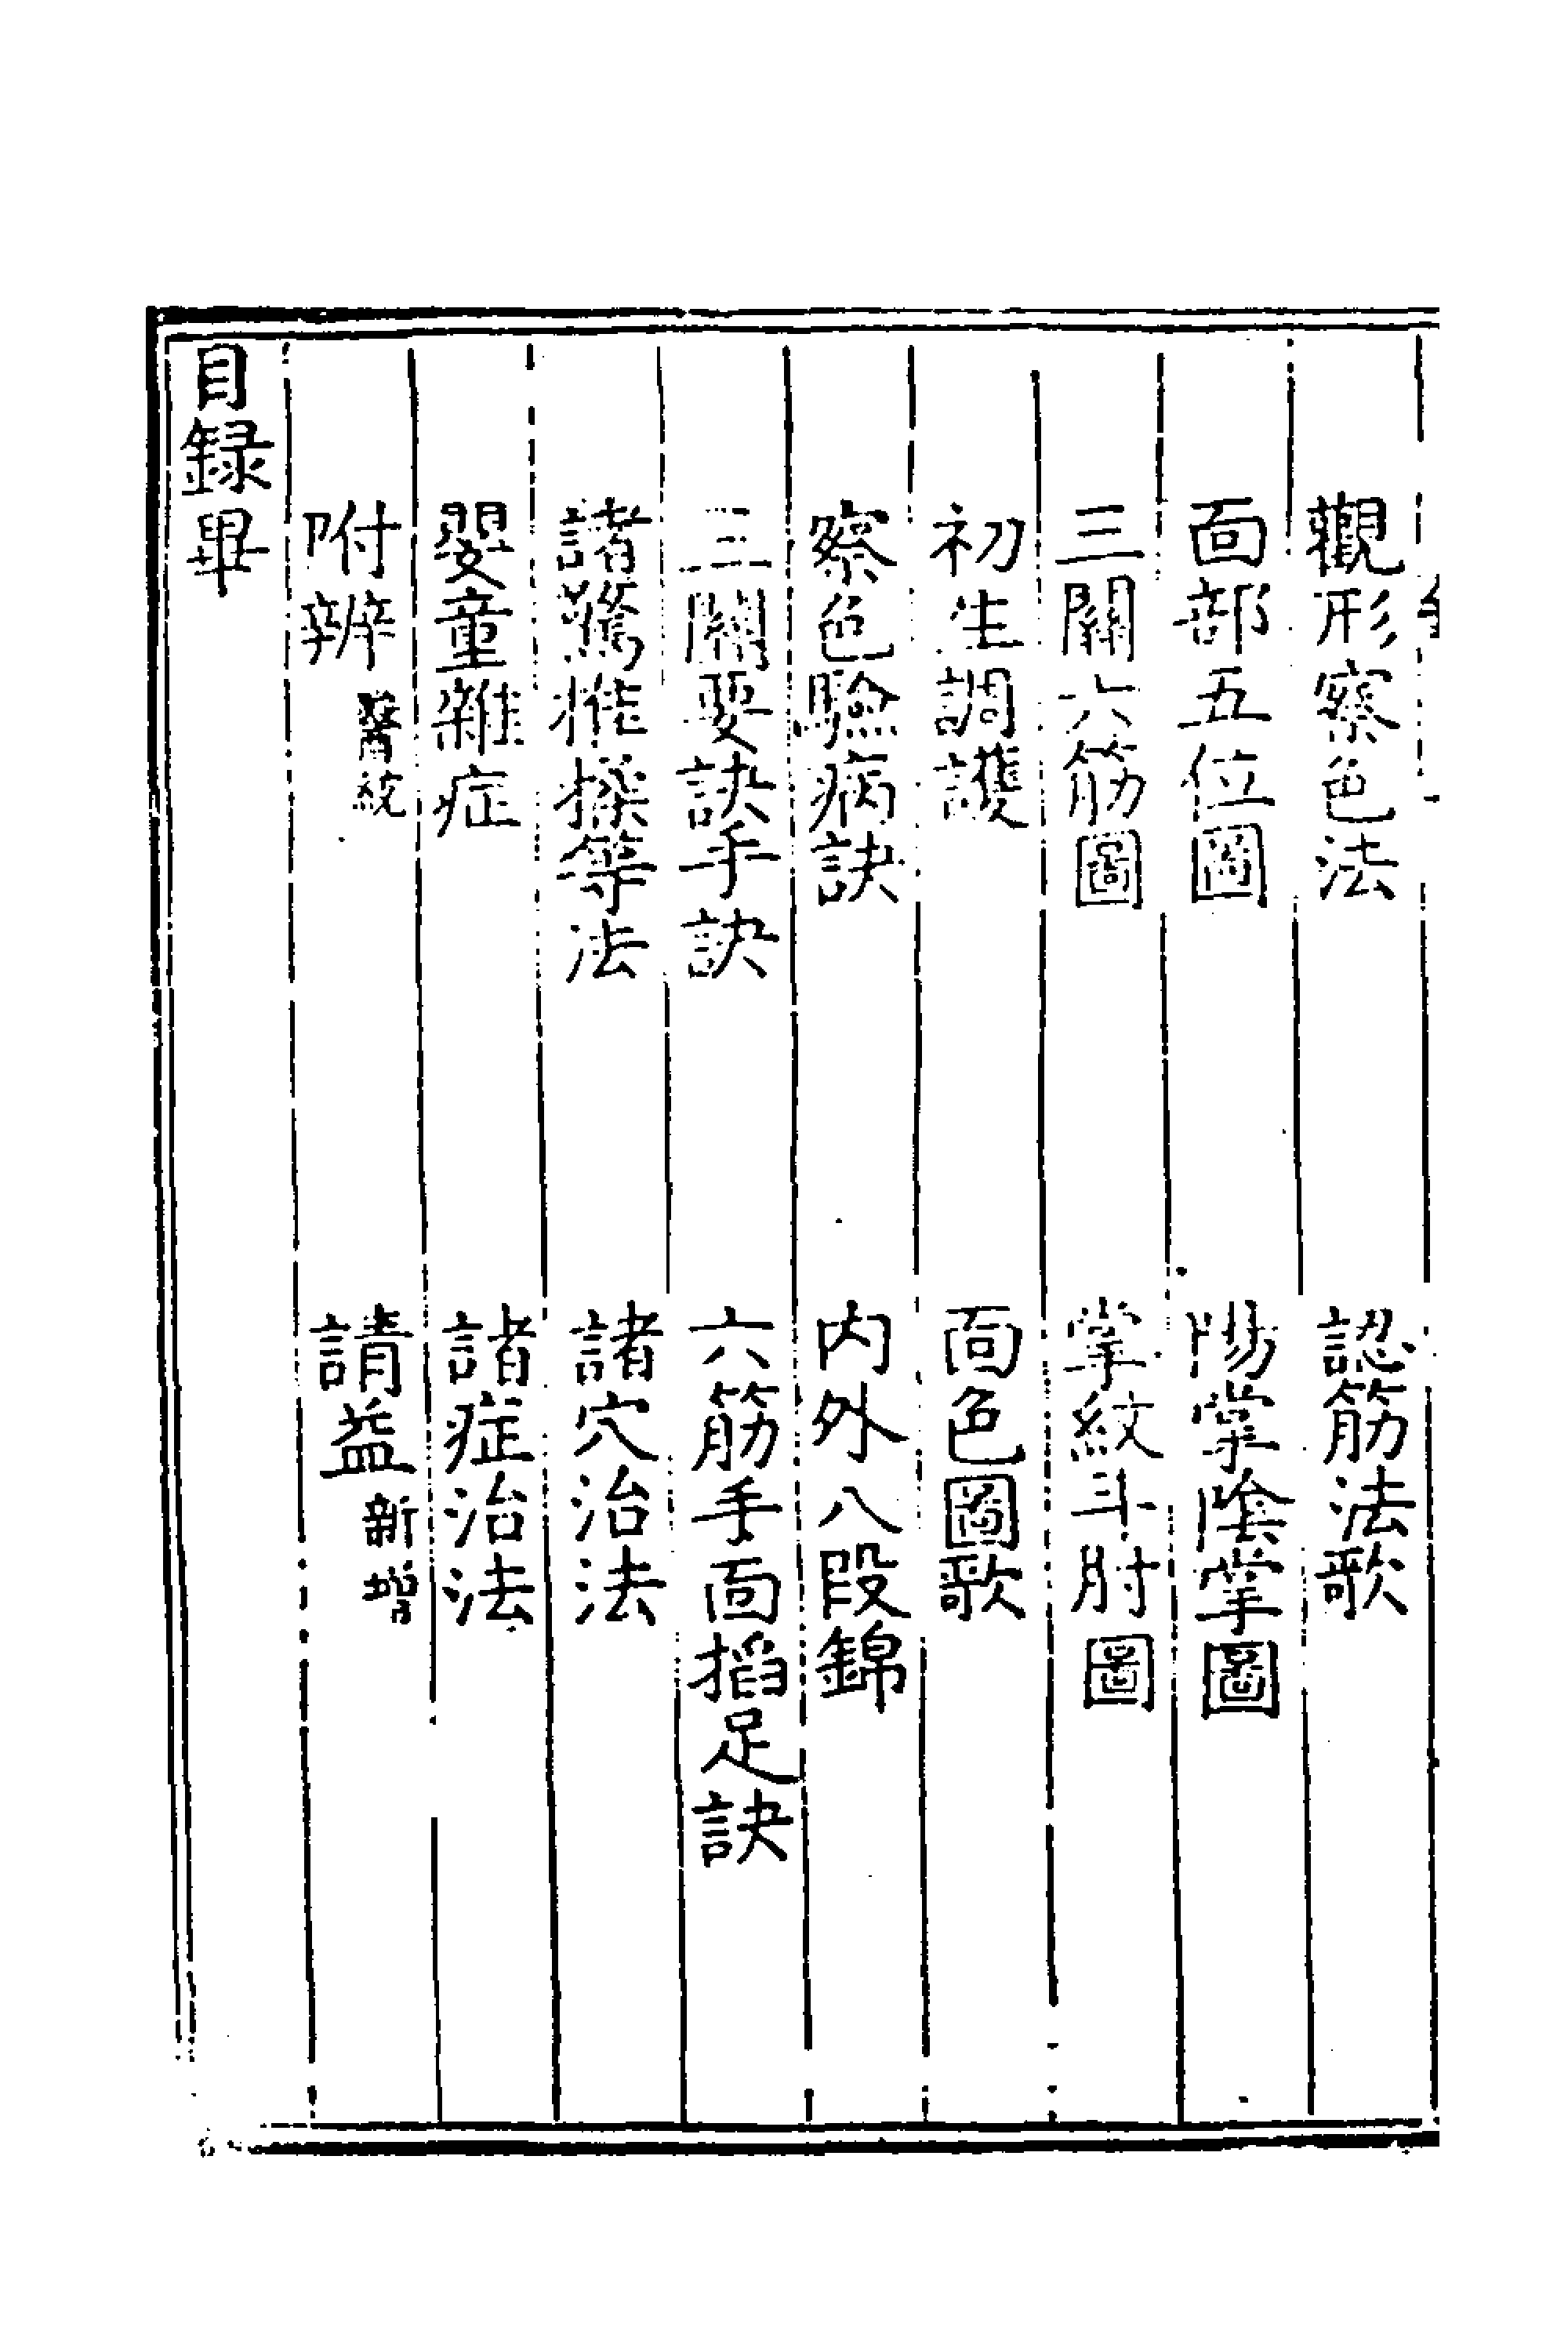 觀形察色法　認筋法歌
面部五位圖　陽掌陰掌圖
三關六筋圖　掌紋斗肘圖
初生調護　面色圖歌
察色驗病訣　内外八段錦
三關要訣手訣　六筋手面掐足訣
諸驚推揉等法　諸穴治法
嬰童雜症　諸症治法
附辨醫統　請益新增
目録畢